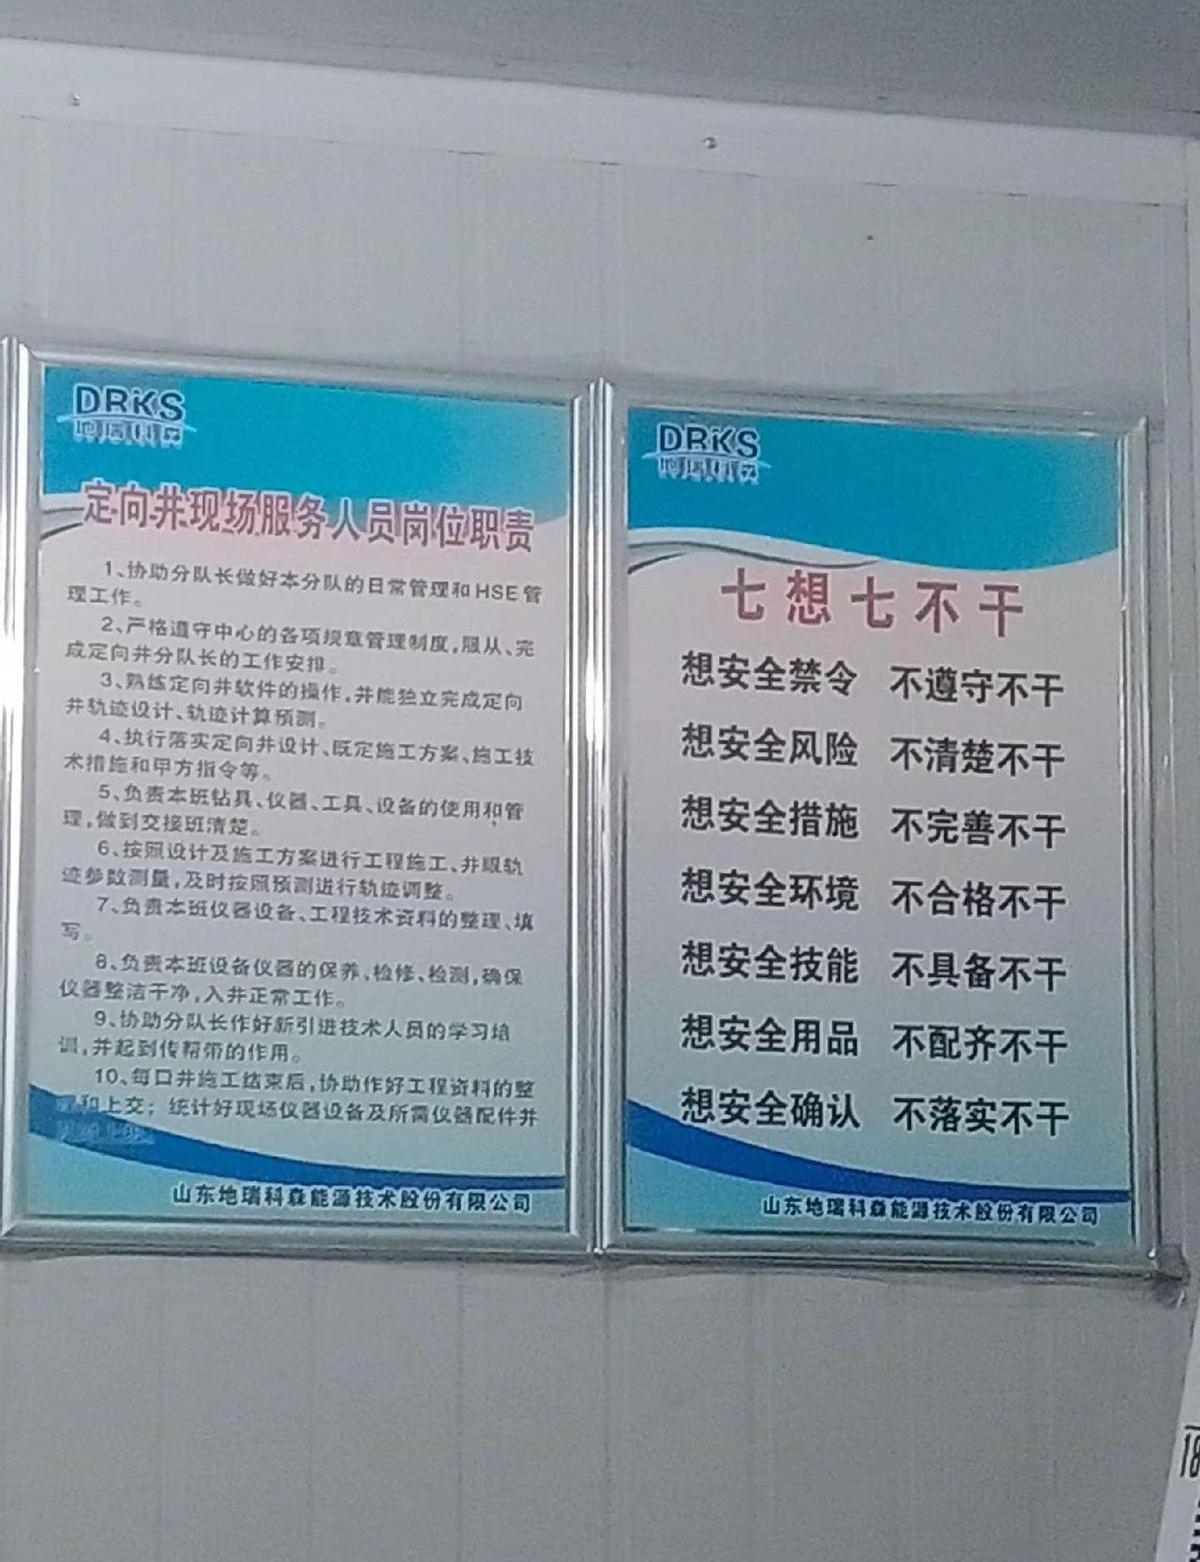 DRKS
地瑞科森
定向井现场服务人员岗位职责
1、协助分队长做好本分队的日常管理和HSE管
理工作。
2、严格遵守中心的各项规章管理制度,服从、完
成定向井分队长的工作安排。
3、熟练定向井软件的操作,并能独立完成定向
井轨迹设计、轨迹计算预测。
4、执行落实定向井设计、既定施工方案、施工技
术措施和甲方指令等。
5、负责本班钻具、仪器、工具、设备的使用和管
理,做到交接班清楚。
6、按照设计及施工方案进行工程施工、井眼轨
迹参数测量,及时按照预测进行轨迹调整。
7、负责本班仪器设备、工程技术资料的整理、填
写。
8、负责本班设备仪器的保养、检修、检测,确保
仪器整洁干净,入井正常工作。
9、协助分队长作好新引进技术人员的学习培
训,并起到传帮带的作用。
10、每口井施工结束后,协助作好工程资料的整
理和上交；统计好现场仪器设备及所需仪器配件并
山东地瑞科森能源技术股份有限公司
DRKS
地瑞科森
七想七不干
想安全禁令 不遵守不干
想安全风险 不清楚不干
想安全措施 不完善不干
想安全环境 不合格不干
想安全技能 不具备不干
想安全用品 不配齐不干
想安全确认 不落实不干
山东地瑞科森能源技术股份有限公司
18